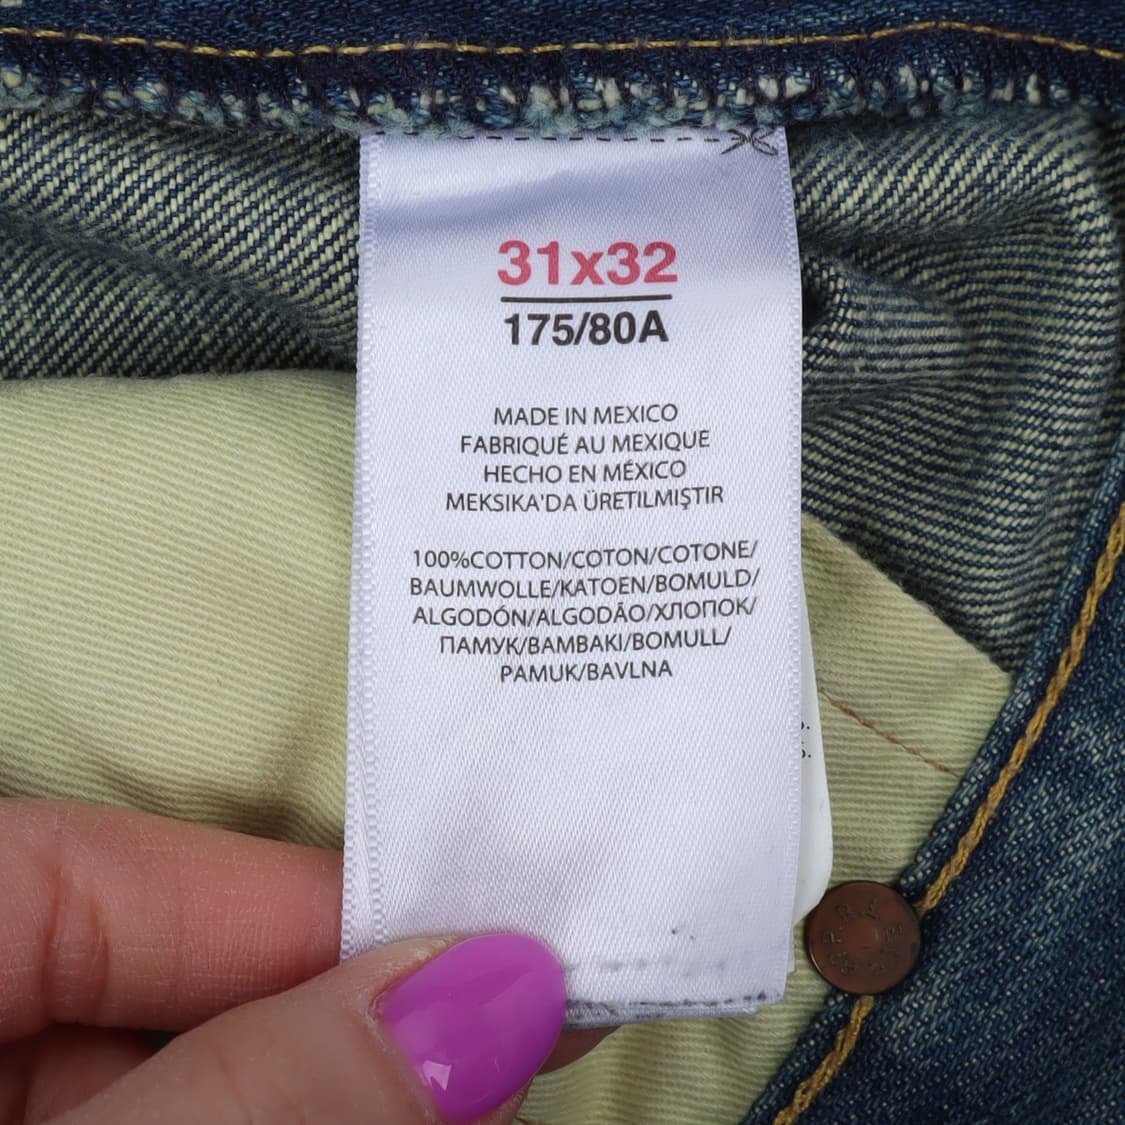 31x32
175/80A
MADE IN MEXICO
FABRIQUÉ AU MEXIQUE
HECHO EN MÉXICO
MEKSIKA'DA ÜRETILMIŞTIR
100%COTTON/COTON/COTONE/
BAUMWOLLE/KATOEN/BOMULD/
ALGODÓN/ALGODÃO/ХЛОПОК/
ПАМУК/BAMBAKI/BOMULL/
PAMUK/BAVLNA